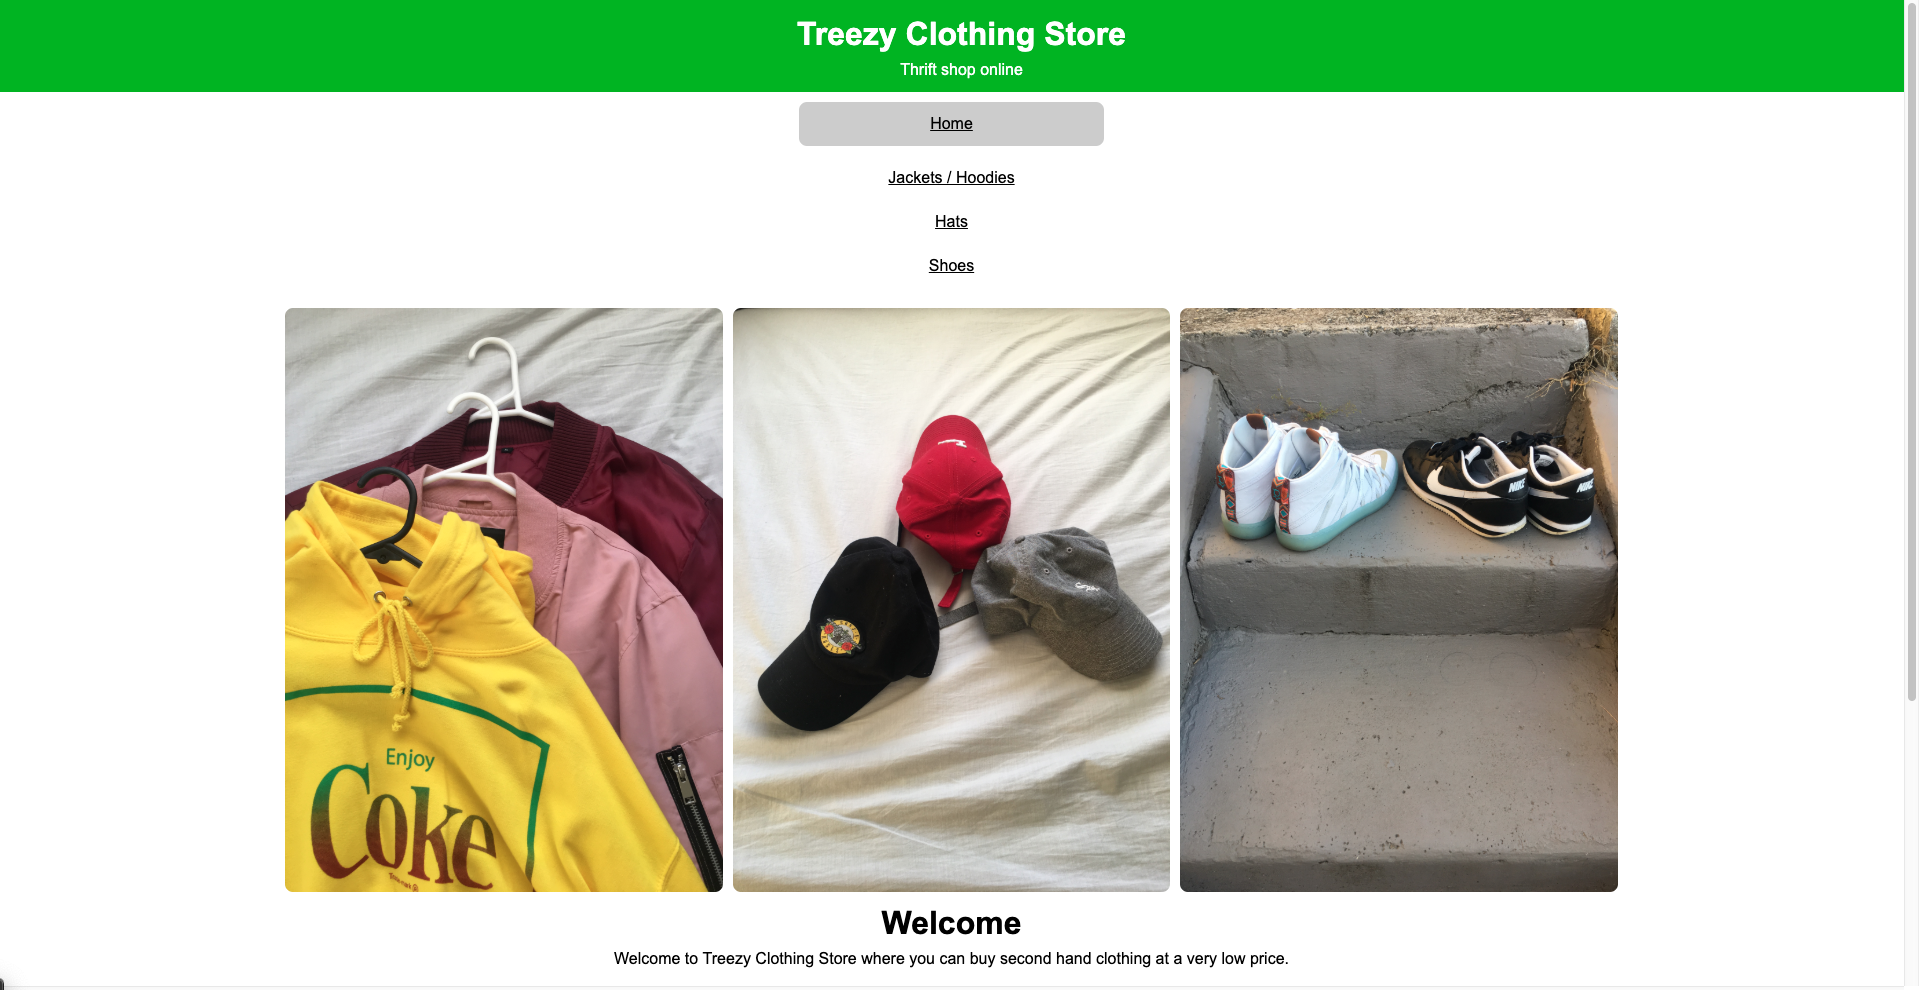 Treezy Clothing Store
Thrift shop online
Home
Jackets / Hoodies
Hats
Shoes
Enjoy
Coke
NIKE
NIKE
Welcome
Welcome to Treezy Clothing Store where you can buy second hand clothing at a very low price.